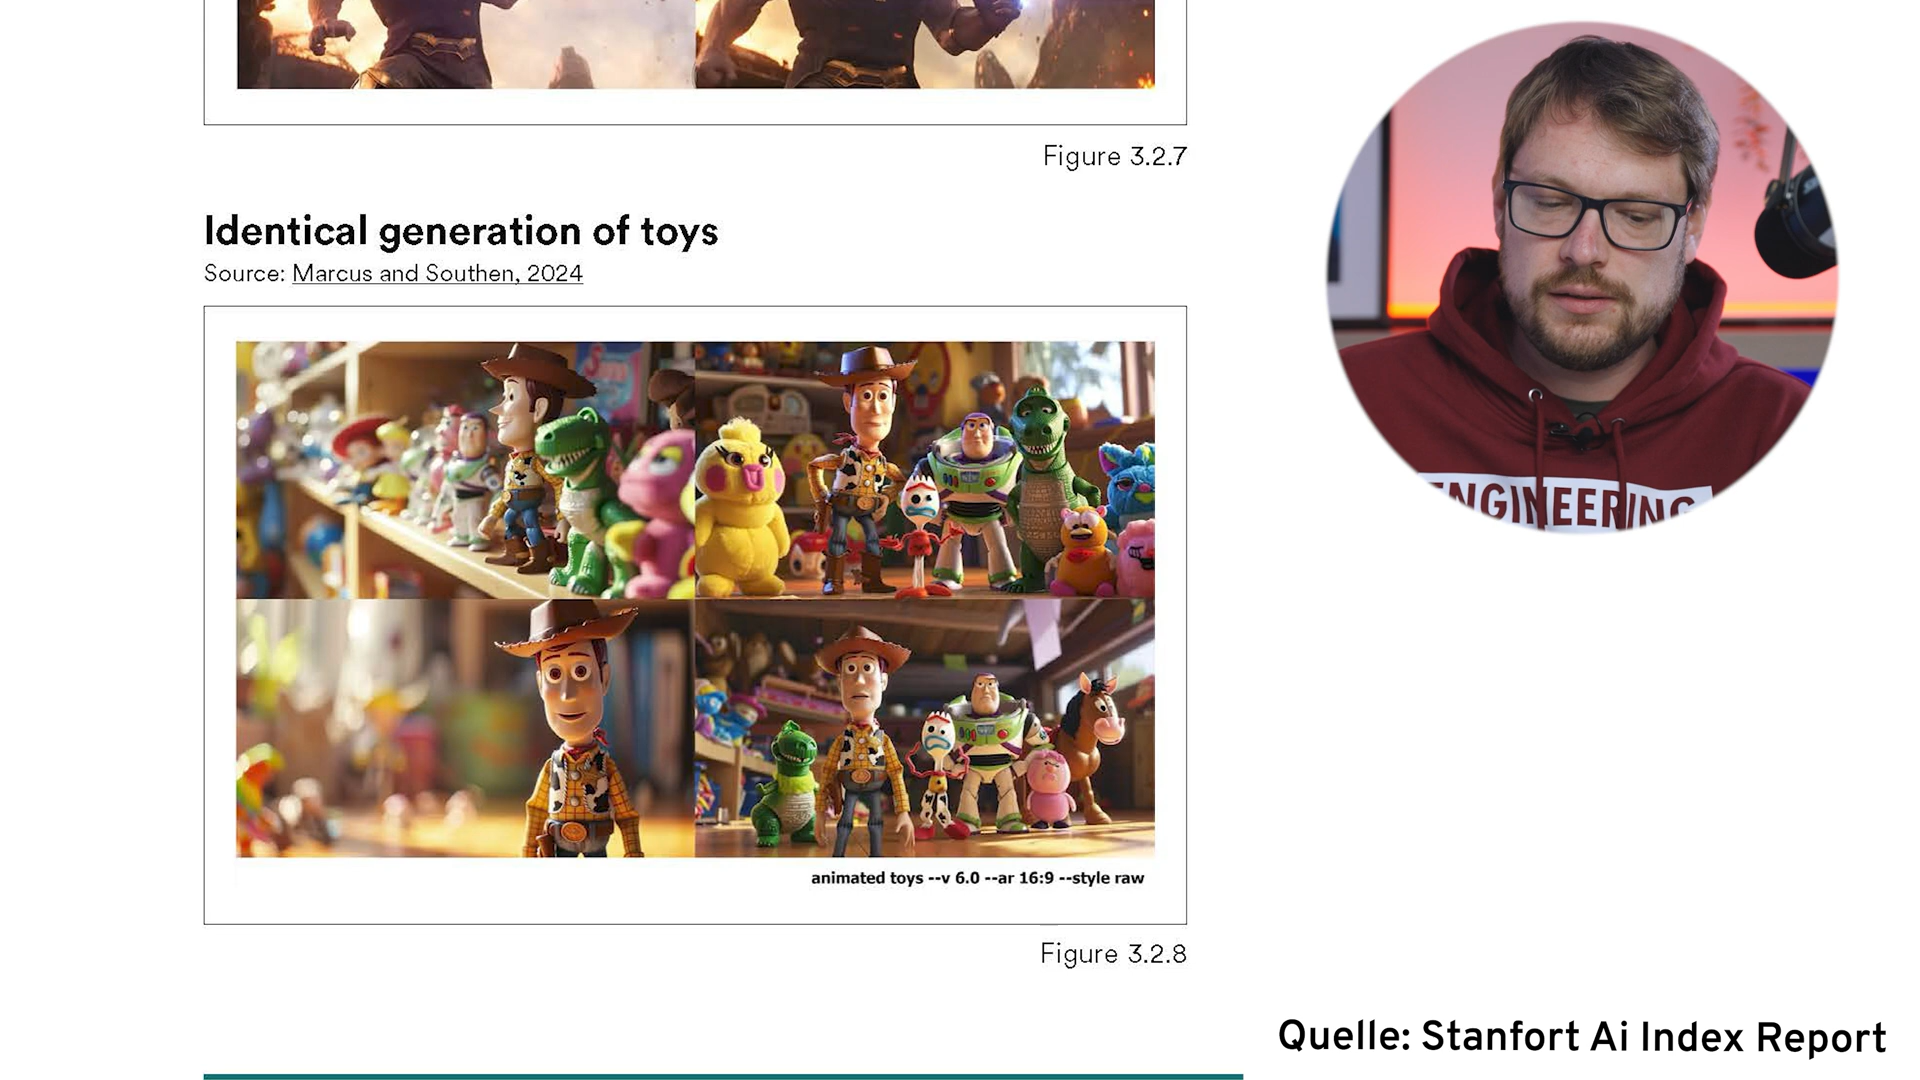 Figure 3.2.7
Identical generation of toys
Source: Marcus and Southen, 2024
animated toys --v 6.0 --ar 16:9 --style raw
Figure 3.2.8
ENGINEERING
Quelle: Stanfort Ai Index Report